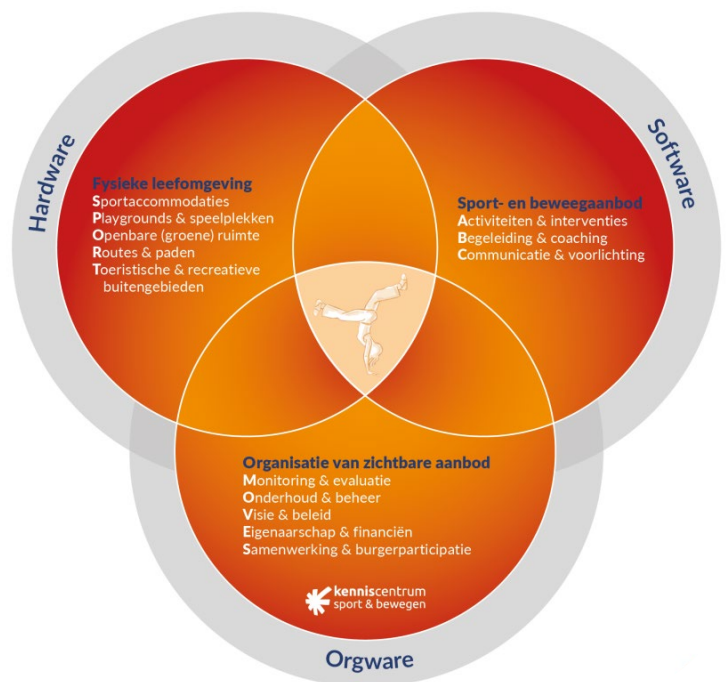 Hardware
Fysieke leefomgeving
Sportaccommodaties
Playgrounds & speelplekken
Openbare (groene) ruimte
Routes & paden
Toeristische & recreatieve
buitengebieden
Software
Sport- en beweegaanbod
Activiteiten & interventies
Begeleiding & coaching
Communicatie & voorlichting
Organisatie van zichtbare aanbod
Monitoring & evaluatie
Onderhoud & beheer
Visie & beleid
Eigenaarschap & financiën
Samenwerking & burgerparticipatie
kenniscentrum
sport & bewegen
Orgware